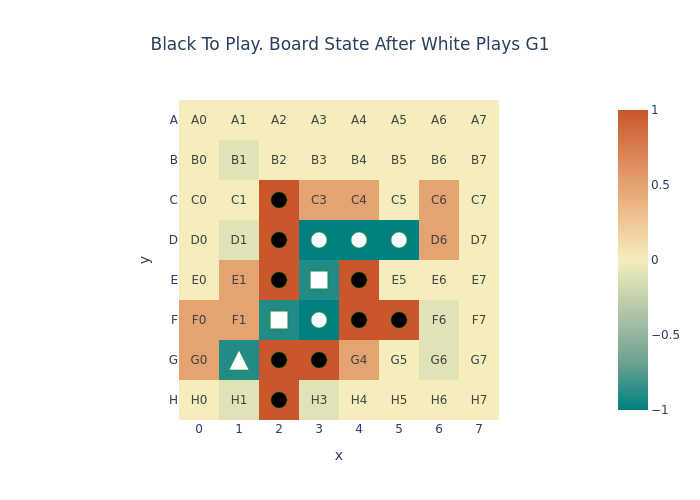 Black To Play. Board State After White Plays G1
A A0 A1 A2 A3 A4 A5 A6 A7
B B0 B1 B2 B3 B4 B5 B6 B7
C C0 C1 C3 C4 C5 C6 C7
D D0 D1 D6 D7
E E0 E1 E5 E6 E7
F F0 F1 F6 F7
G G0 G4 G5 G6 G7
H H0 H1 H3 H4 H5 H6 H7
0 1 2 3 4 5 6 7
x
y
1
0.5
0
−0.5
−1